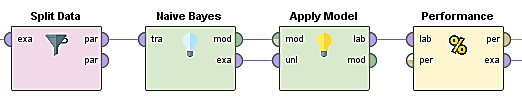 Split Data
Naive Bayes
Apply Model
Performance
exa par
par
tra mod
exa
mod lab
unl mod
lab per
per exa
%